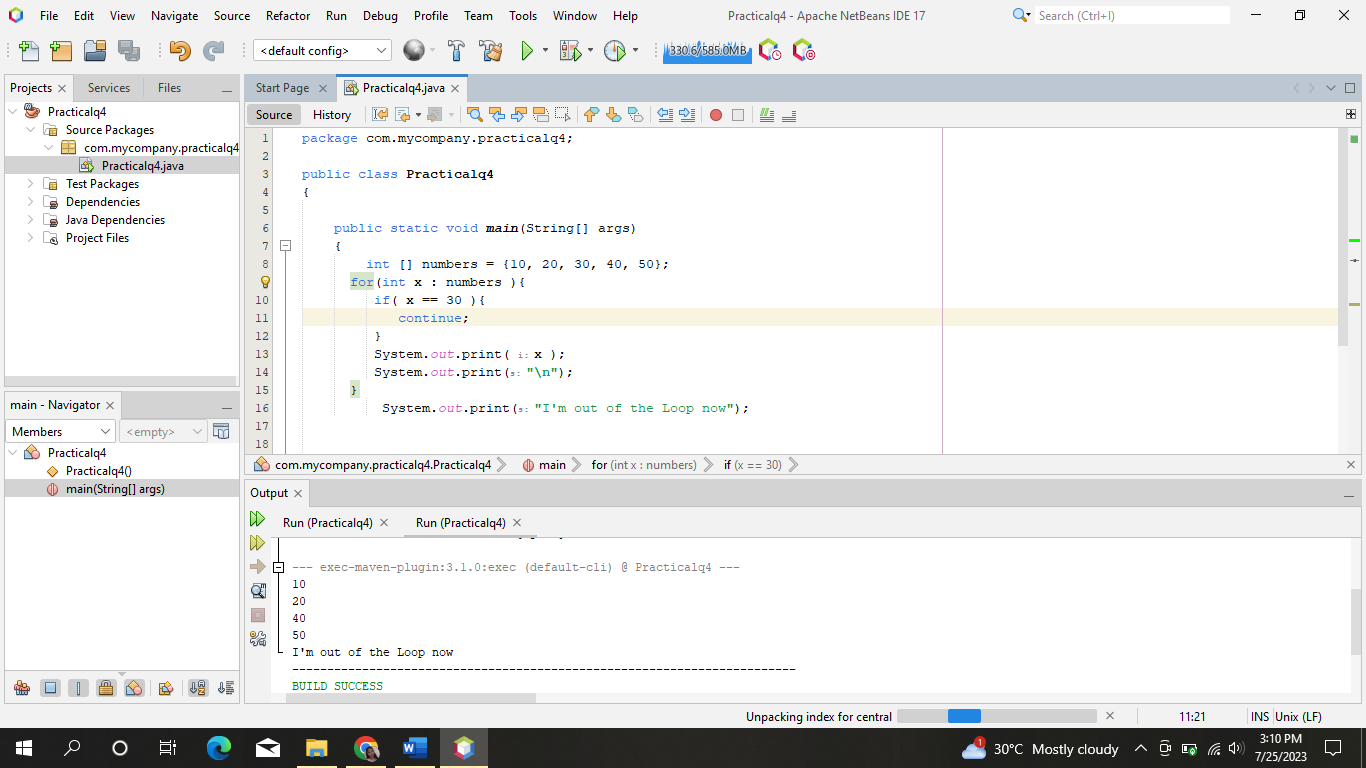 File Edit View Navigate Source Refactor Run Debug Profile Team Tools Window Help Practicalq4 - Apache NetBeans IDE 17 Search (Ctrl+I)
<default config> 330.6/585.0MB
Projects Services Files
Practicalq4
Source Packages
com.mycompany.practicalq4
Practicalq4.java
Test Packages
Dependencies
Java Dependencies
Project Files
main - Navigator
Members <empty>
Practicalq4
Practicalq4()
main(String[] args)
Start Page Practicalq4.java
Source History
1 package com.mycompany.practicalq4;
2
3 public class Practicalq4
4 {
5
6 public static void main(String[] args)
7 {
8 int [] numbers = {10, 20, 30, 40, 50};
for(int x : numbers ){
10 if( x == 30 ){
11 continue;
12 }
13 System.out.print( i: x );
14 System.out.print(s: "\n");
15 }
16 System.out.print(s: "I'm out of the Loop now");
17
18
com.mycompany.practicalq4.Practicalq4 main for (int x : numbers) if (x == 30)
Output
Run (Practicalq4) Run (Practicalq4)
--- exec-maven-plugin:3.1.0:exec (default-cli) @ Practicalq4 ---
10
20
40
50
I'm out of the Loop now
------------------------------------------------------------------------
BUILD SUCCESS
Unpacking index for central 11:21 INS Unix (LF)
1 30°C Mostly cloudy 3:10 PM
7/25/2023